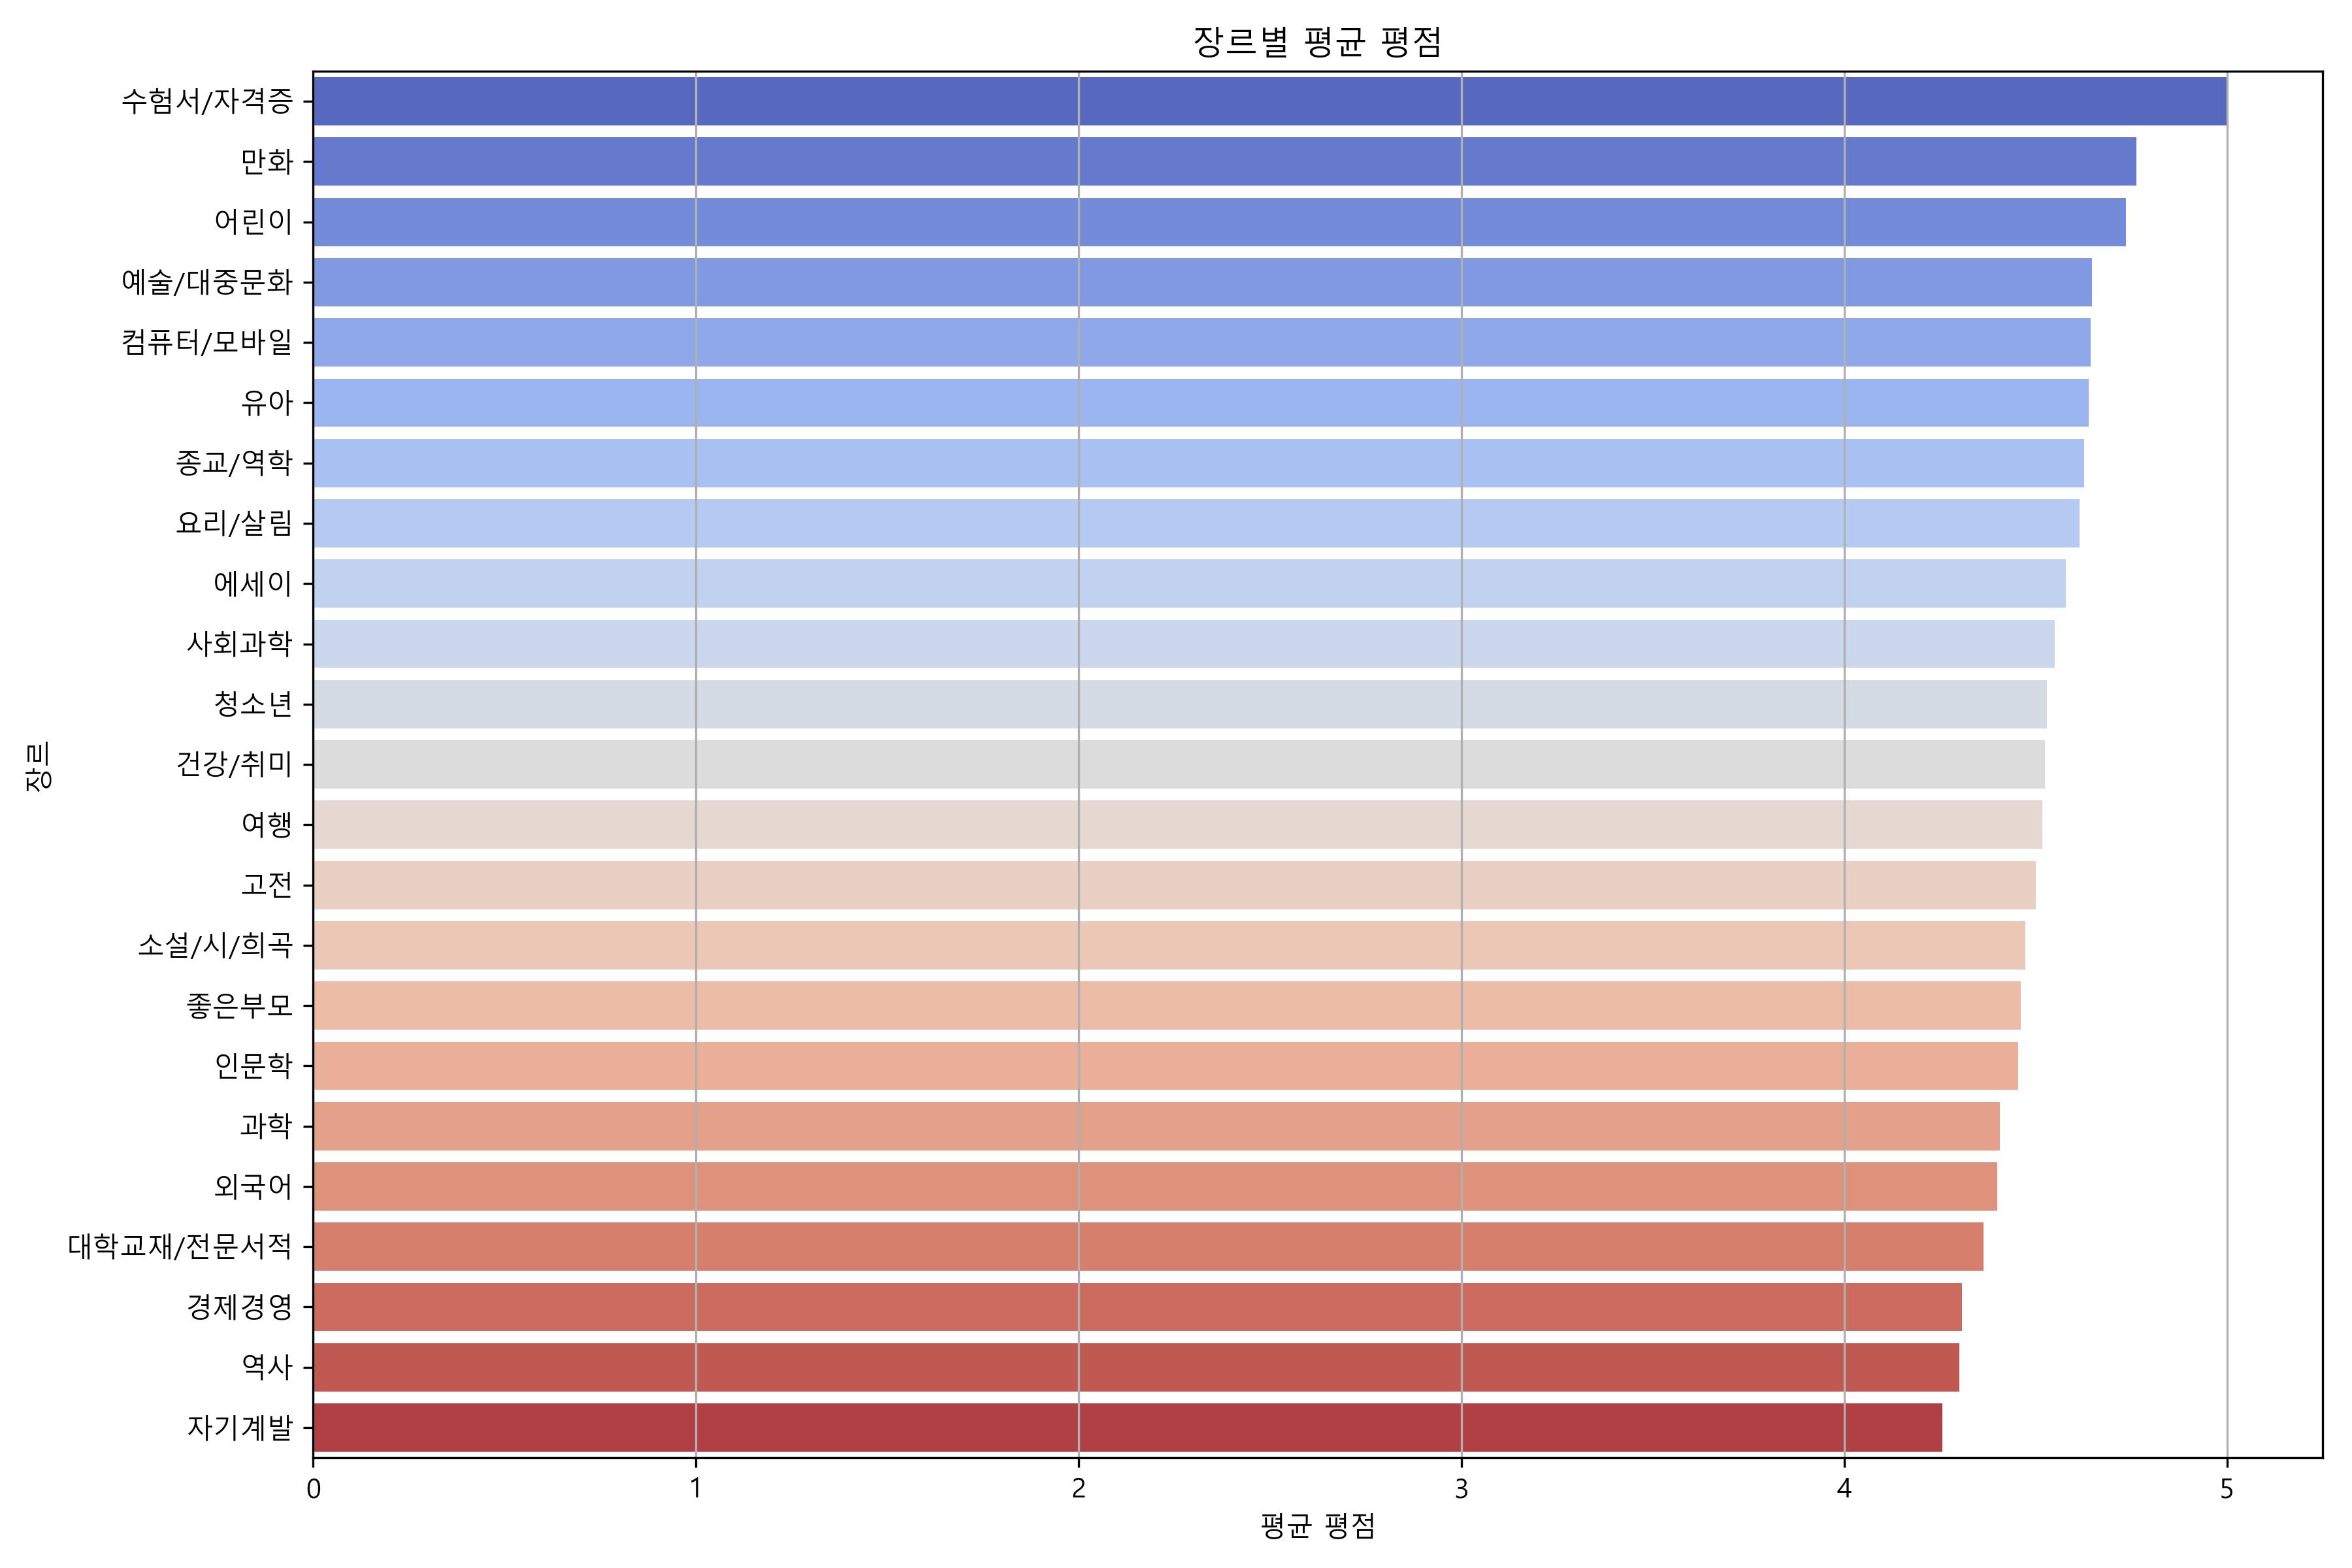 장르별 평균 평점
수험서/자격증
만화
어린이
예술/대중문화
컴퓨터/모바일
유아
종교/역학
요리/살림
에세이
사회과학
청소년
건강/취미
여행
고전
소설/시/희곡
좋은부모
인문학
과학
외국어
대학교재/전문서적
경제경영
역사
자기계발
장르
0 1 2 3 4 5
평균 평점